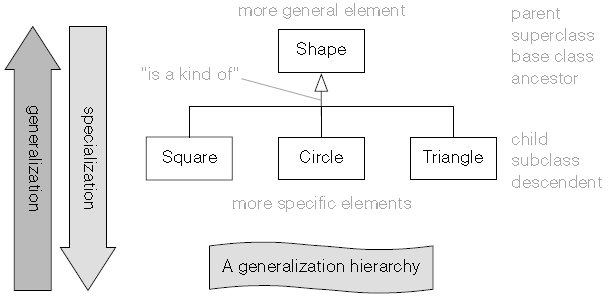 more general element
Shape
parent
superclass
base class
ancestor
"is a kind of"
generalization
specialization
Square
Circle
Triangle
child
subclass
descendent
more specific elements
A generalization hierarchy